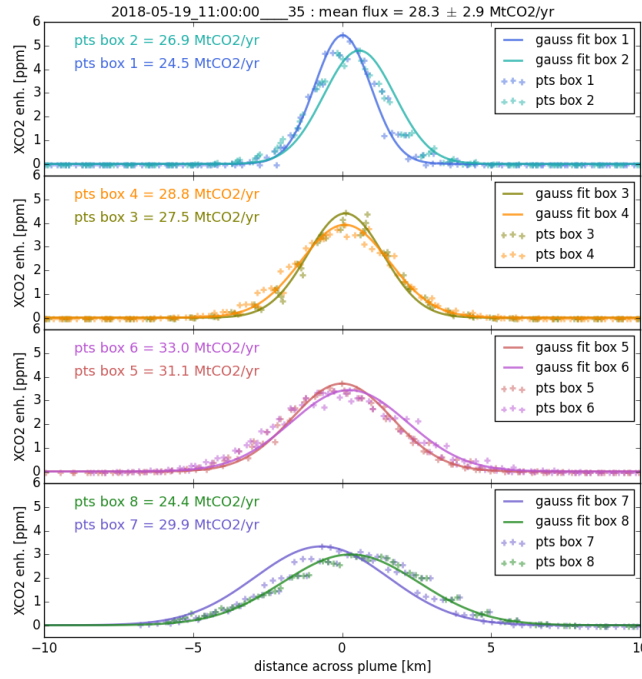 2018-05-19_11:00:00____35 : mean flux = 28.3 ± 2.9 MtCO2/yr
6
5
4
3
2
1
0
XCO2 enh. [ppm]
pts box 2 = 26.9 MtCO2/yr
pts box 1 = 24.5 MtCO2/yr
gauss fit box 1
gauss fit box 2
pts box 1
pts box 2
6
5
4
3
2
1
0
XCO2 enh. [ppm]
pts box 4 = 28.8 MtCO2/yr
pts box 3 = 27.5 MtCO2/yr
gauss fit box 3
gauss fit box 4
pts box 3
pts box 4
6
5
4
3
2
1
0
XCO2 enh. [ppm]
pts box 6 = 33.0 MtCO2/yr
pts box 5 = 31.1 MtCO2/yr
gauss fit box 5
gauss fit box 6
pts box 5
pts box 6
6
5
4
3
2
1
0
XCO2 enh. [ppm]
pts box 8 = 24.4 MtCO2/yr
pts box 7 = 29.9 MtCO2/yr
gauss fit box 7
gauss fit box 8
pts box 7
pts box 8
−10 −5 0 5 10
distance across plume [km]